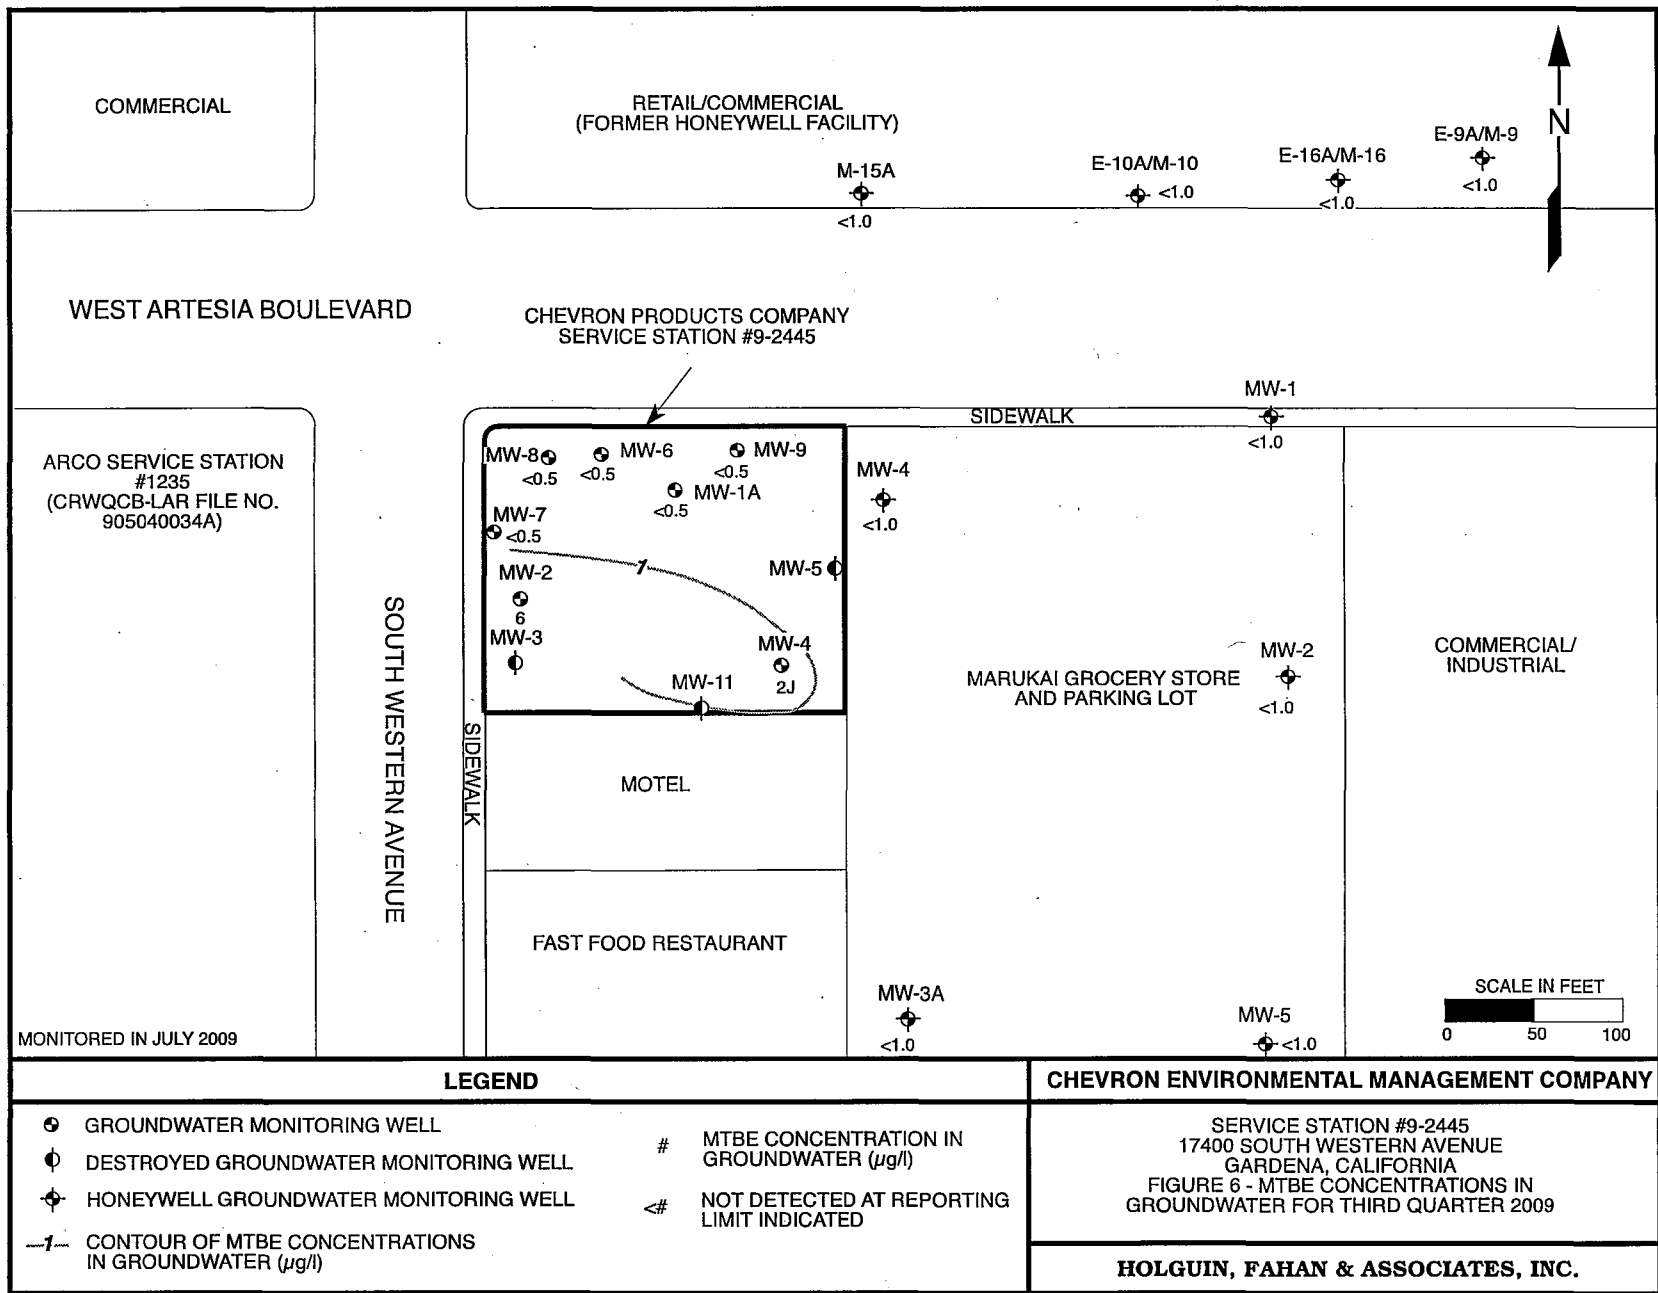 COMMERCIAL
RETAIL/COMMERCIAL
(FORMER HONEYWELL FACILITY)
M-15A
<1.0
E-10A/M-10
<1.0
E-16A/M-16
<1.0
E-9A/M-9
<1.0
N
WEST ARTESIA BOULEVARD
CHEVRON PRODUCTS COMPANY
SERVICE STATION #9-2445
MW-1
<1.0
SIDEWALK
ARCO SERVICE STATION
#1235
(CRWQCB-LAR FILE NO.
905040034A)
MW-8
<0.5
MW-6
<0.5
MW-9
<0.5
MW-1A
<0.5
MW-4
<1.0
MW-7
<0.5
1
MW-5
MW-2
6
MW-3
MW-4
2J
MW-11
SOUTH WESTERN AVENUE
SIDEWALK
MARUKAI GROCERY STORE
AND PARKING LOT
MW-2
<1.0
COMMERCIAL/
INDUSTRIAL
MOTEL
FAST FOOD RESTAURANT
MW-3A
<1.0
MW-5
<1.0
SCALE IN FEET
0 50 100
MONITORED IN JULY 2009
LEGEND
GROUNDWATER MONITORING WELL
DESTROYED GROUNDWATER MONITORING WELL
HONEYWELL GROUNDWATER MONITORING WELL
—1— CONTOUR OF MTBE CONCENTRATIONS
IN GROUNDWATER (µg/l)
# MTBE CONCENTRATION IN
GROUNDWATER (µg/l)
<# NOT DETECTED AT REPORTING
LIMIT INDICATED
CHEVRON ENVIRONMENTAL MANAGEMENT COMPANY
SERVICE STATION #9-2445
17400 SOUTH WESTERN AVENUE
GARDENA, CALIFORNIA
FIGURE 6 - MTBE CONCENTRATIONS IN
GROUNDWATER FOR THIRD QUARTER 2009
HOLGUIN, FAHAN & ASSOCIATES, INC.